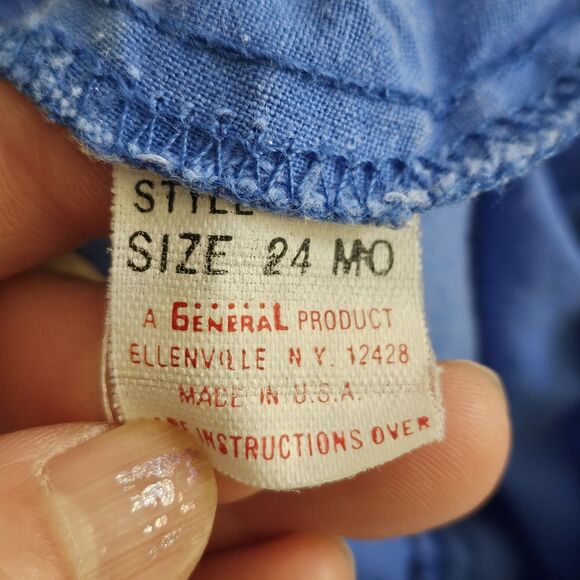 STYLE
SIZE 24 MO
A GENERAL PRODUCT
ELLENVILLE N.Y. 12428
MADE IN U.S.A.
INSTRUCTIONS OVER